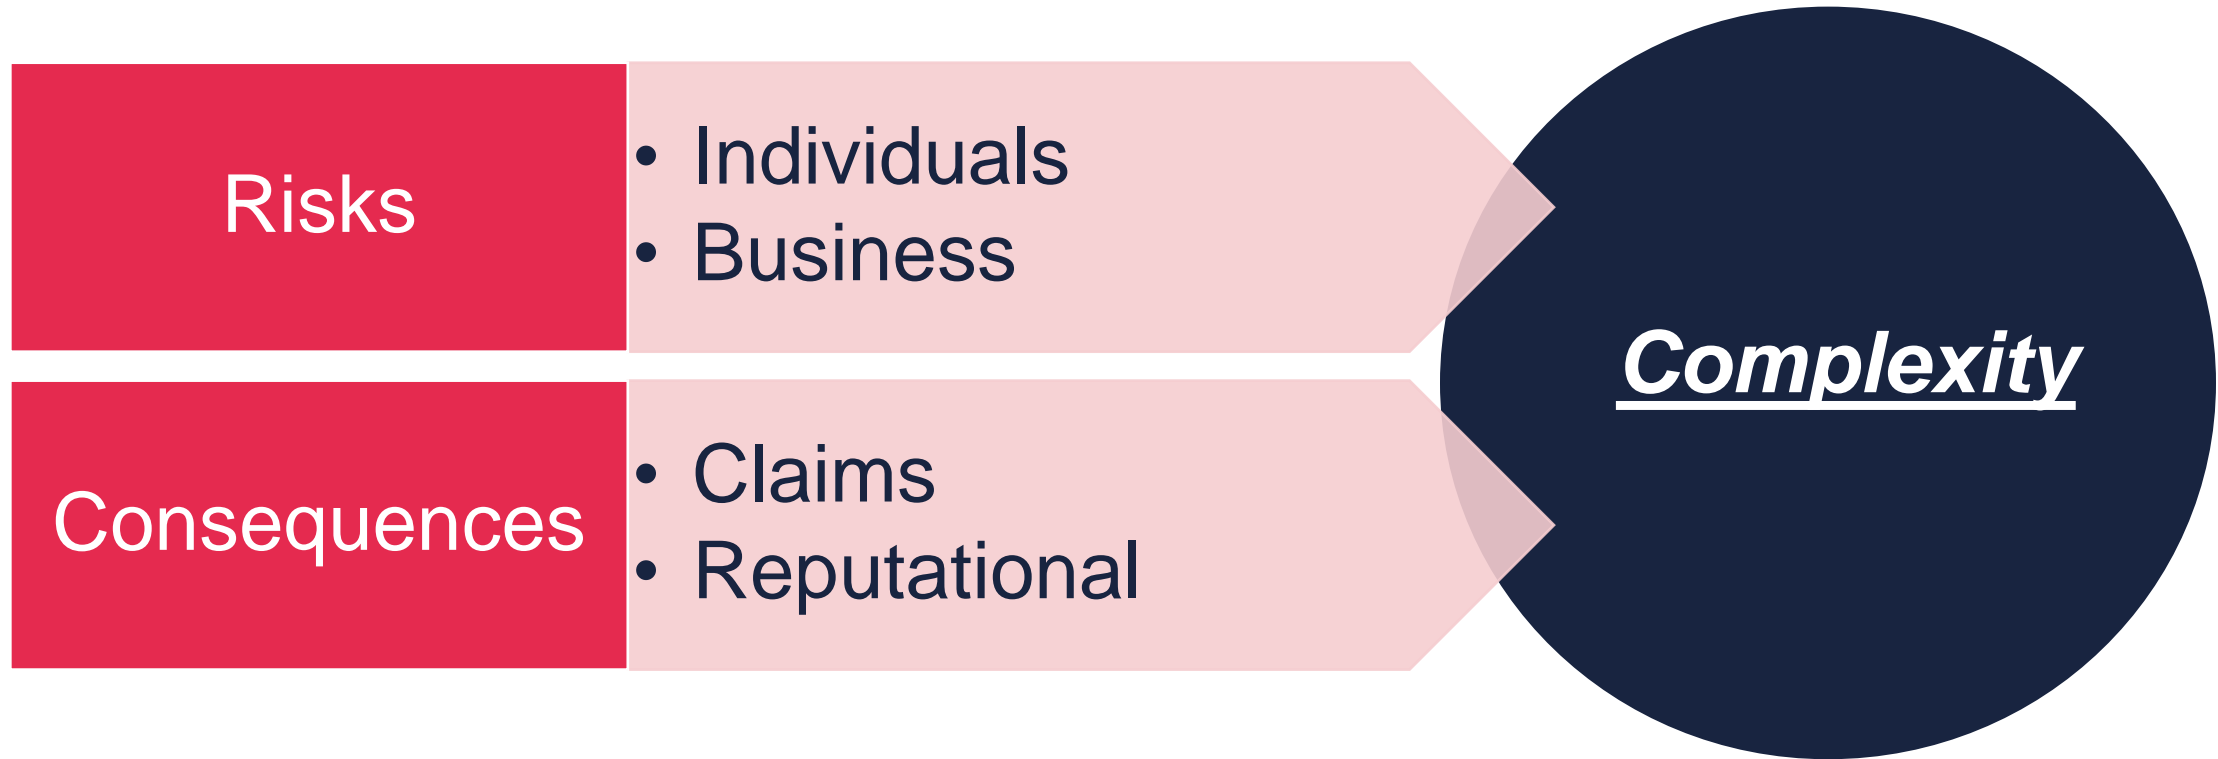 Risks
• Individuals
• Business
Consequences
• Claims
• Reputational
Complexity